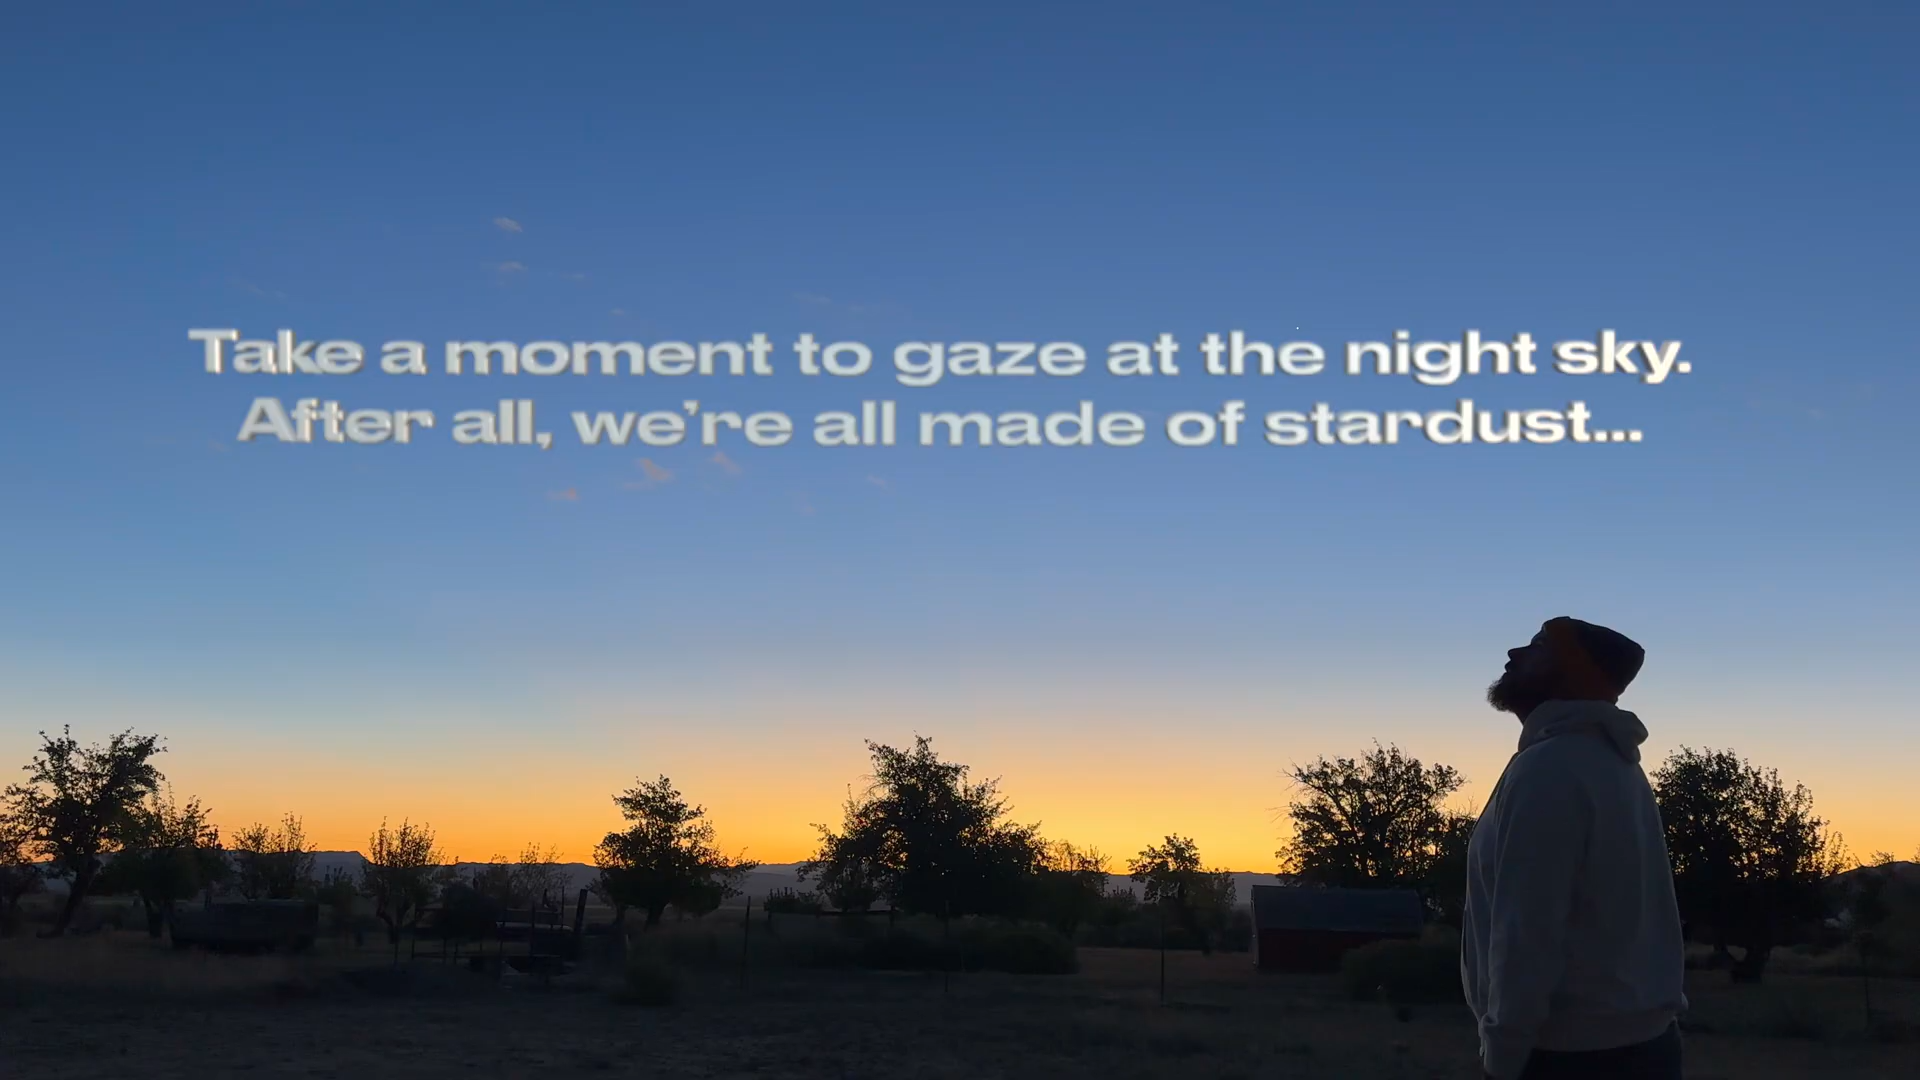 Take a moment to gaze at the night sky.
After all, we're all made of stardust...